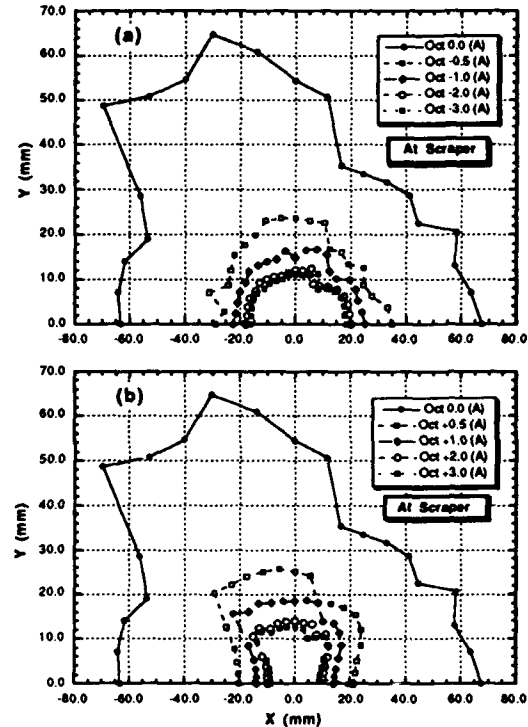 (a)
Oct 0.0 (A)
Oct -0.5 (A)
Oct -1.0 (A)
Oct -2.0 (A)
Oct -3.0 (A)
At Scraper
Y (mm)
70.0
60.0
50.0
40.0
30.0
20.0
10.0
0.0
-80.0 -60.0 -40.0 -20.0 0.0 20.0 40.0 60.0 80.0
(b)
Oct 0.0 (A)
Oct +0.5 (A)
Oct +1.0 (A)
Oct +2.0 (A)
Oct +3.0 (A)
At Scraper
Y (mm)
70.0
60.0
50.0
40.0
30.0
20.0
10.0
0.0
-80.0 -60.0 -40.0 -20.0 0.0 20.0 40.0 60.0 80.0
X (mm)